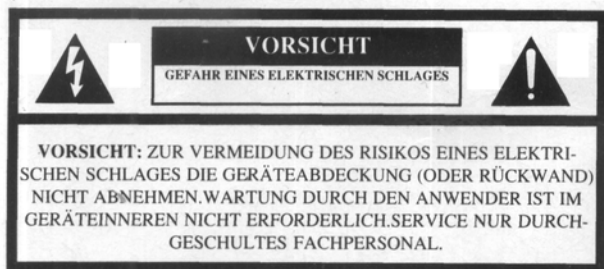 VORSICHT
GEFAHR EINES ELEKTRISCHEN SCHLAGES
VORSICHT: ZUR VERMEIDUNG DES RISIKOS EINES ELEKTRI-
SCHEN SCHLAGES DIE GERÄTEABDECKUNG (ODER RÜCKWAND)
NICHT ABNEHMEN.WARTUNG DURCH DEN ANWENDER IST IM
GERÄTEINNEREN NICHT ERFORDERLICH.SERVICE NUR DURCH-
GESCHULTES FACHPERSONAL.